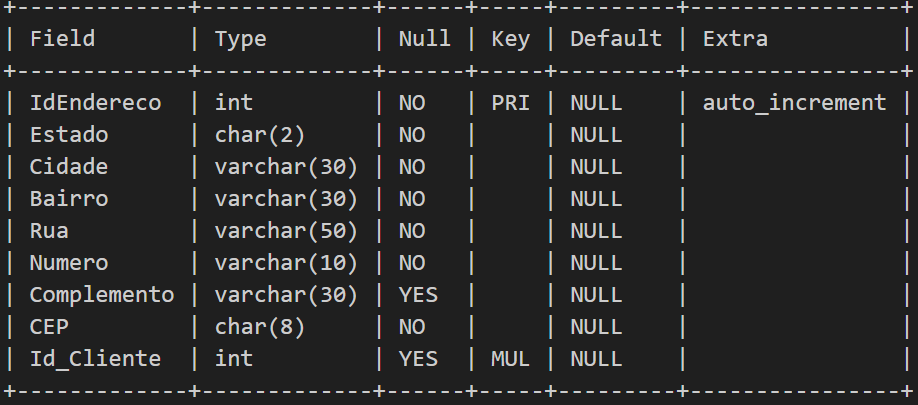 +-------------+-------------+------+-----+---------+----------------+
| Field       | Type        | Null | Key | Default | Extra          |
+-------------+-------------+------+-----+---------+----------------+
| IdEndereco  | int         | NO   | PRI | NULL    | auto_increment |
| Estado      | char(2)     | NO   |     | NULL    |                |
| Cidade      | varchar(30) | NO   |     | NULL    |                |
| Bairro      | varchar(30) | NO   |     | NULL    |                |
| Rua         | varchar(50) | NO   |     | NULL    |                |
| Numero      | varchar(10) | NO   |     | NULL    |                |
| Complemento | varchar(30) | YES  |     | NULL    |                |
| CEP         | char(8)     | NO   |     | NULL    |                |
| Id_Cliente  | int         | YES  | MUL | NULL    |                |
+-------------+-------------+------+-----+---------+----------------+